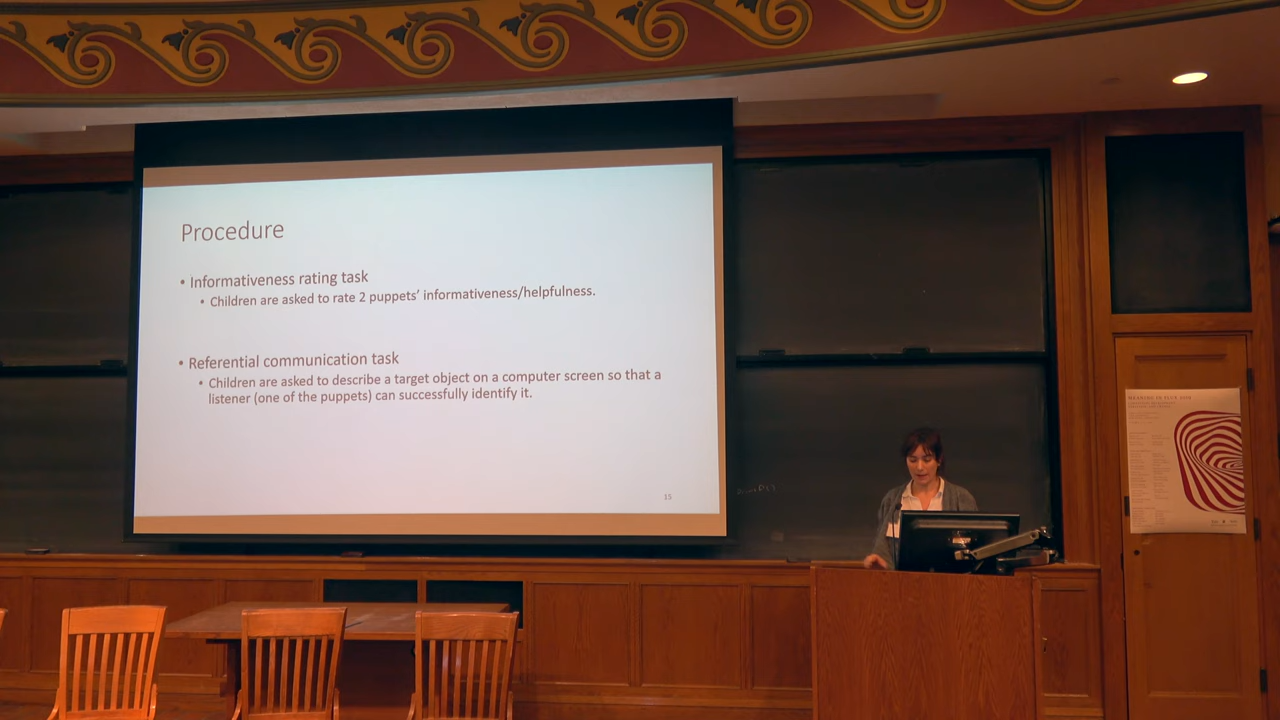 Procedure
• Informativeness rating task
• Children are asked to rate 2 puppets' informativeness/helpfulness.
• Referential communication task
• Children are asked to describe a target object on a computer screen so that a
listener (one of the puppets) can successfully identify it.
15